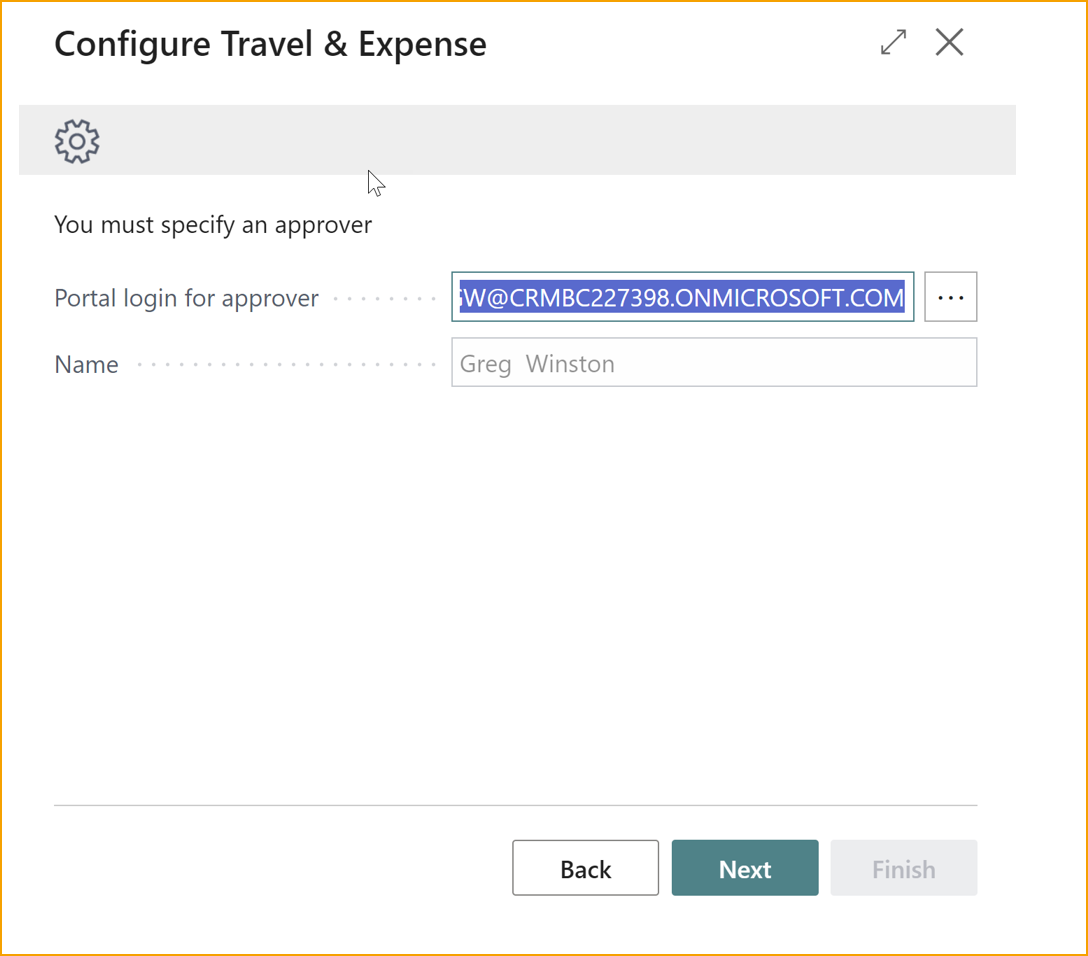 Configure Travel & Expense
You must specify an approver
Portal login for approver
W@CRMBC227398.ONMICROSOFT.COM
...
Name
Greg Winston
Back
Next
Finish